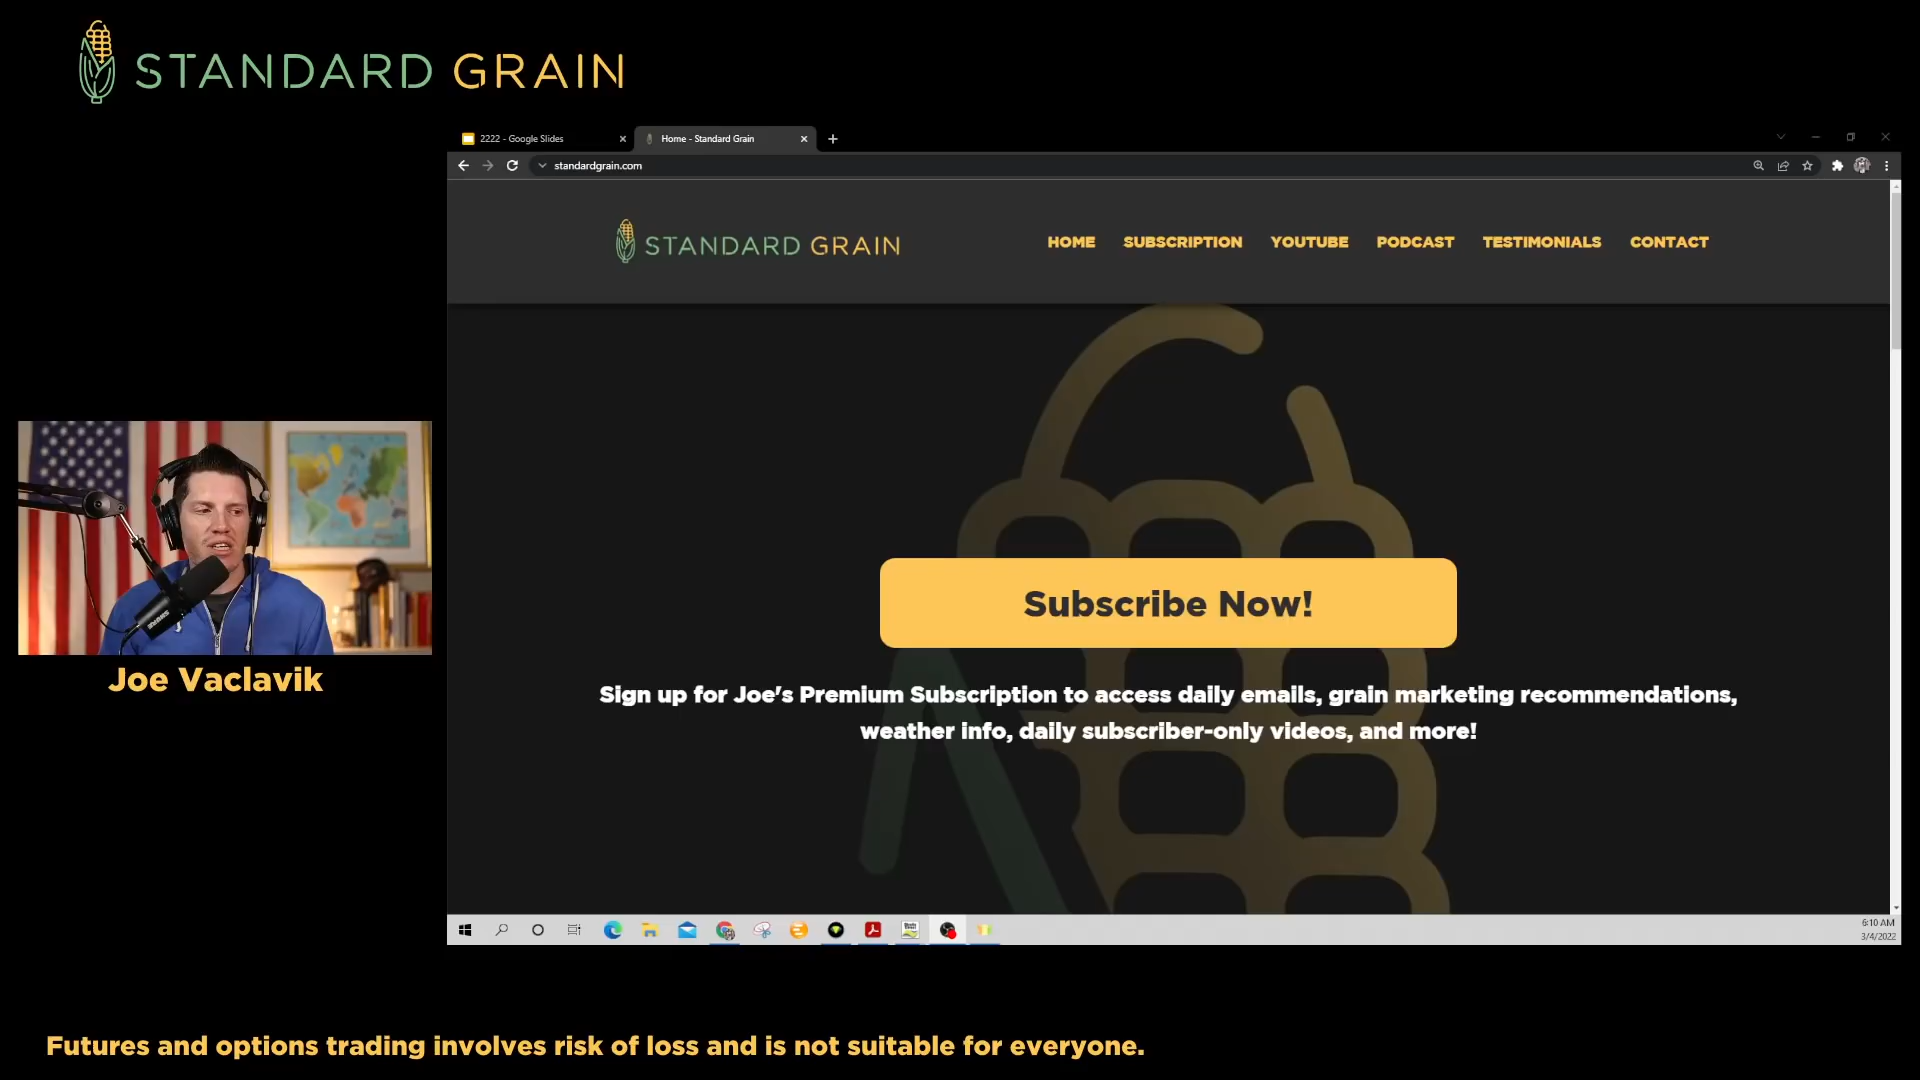 STANDARD GRAIN
2222 - Google Slides
Home - Standard Grain
standardgrain.com
STANDARD GRAIN
HOME
SUBSCRIPTION
YOUTUBE
PODCAST
TESTIMONIALS
CONTACT
Subscribe Now!
Sign up for Joe's Premium Subscription to access daily emails, grain marketing recommendations,
weather info, daily subscriber-only videos, and more!
Joe Vaclavik
6:10 AM
3/4/2022
Futures and options trading involves risk of loss and is not suitable for everyone.